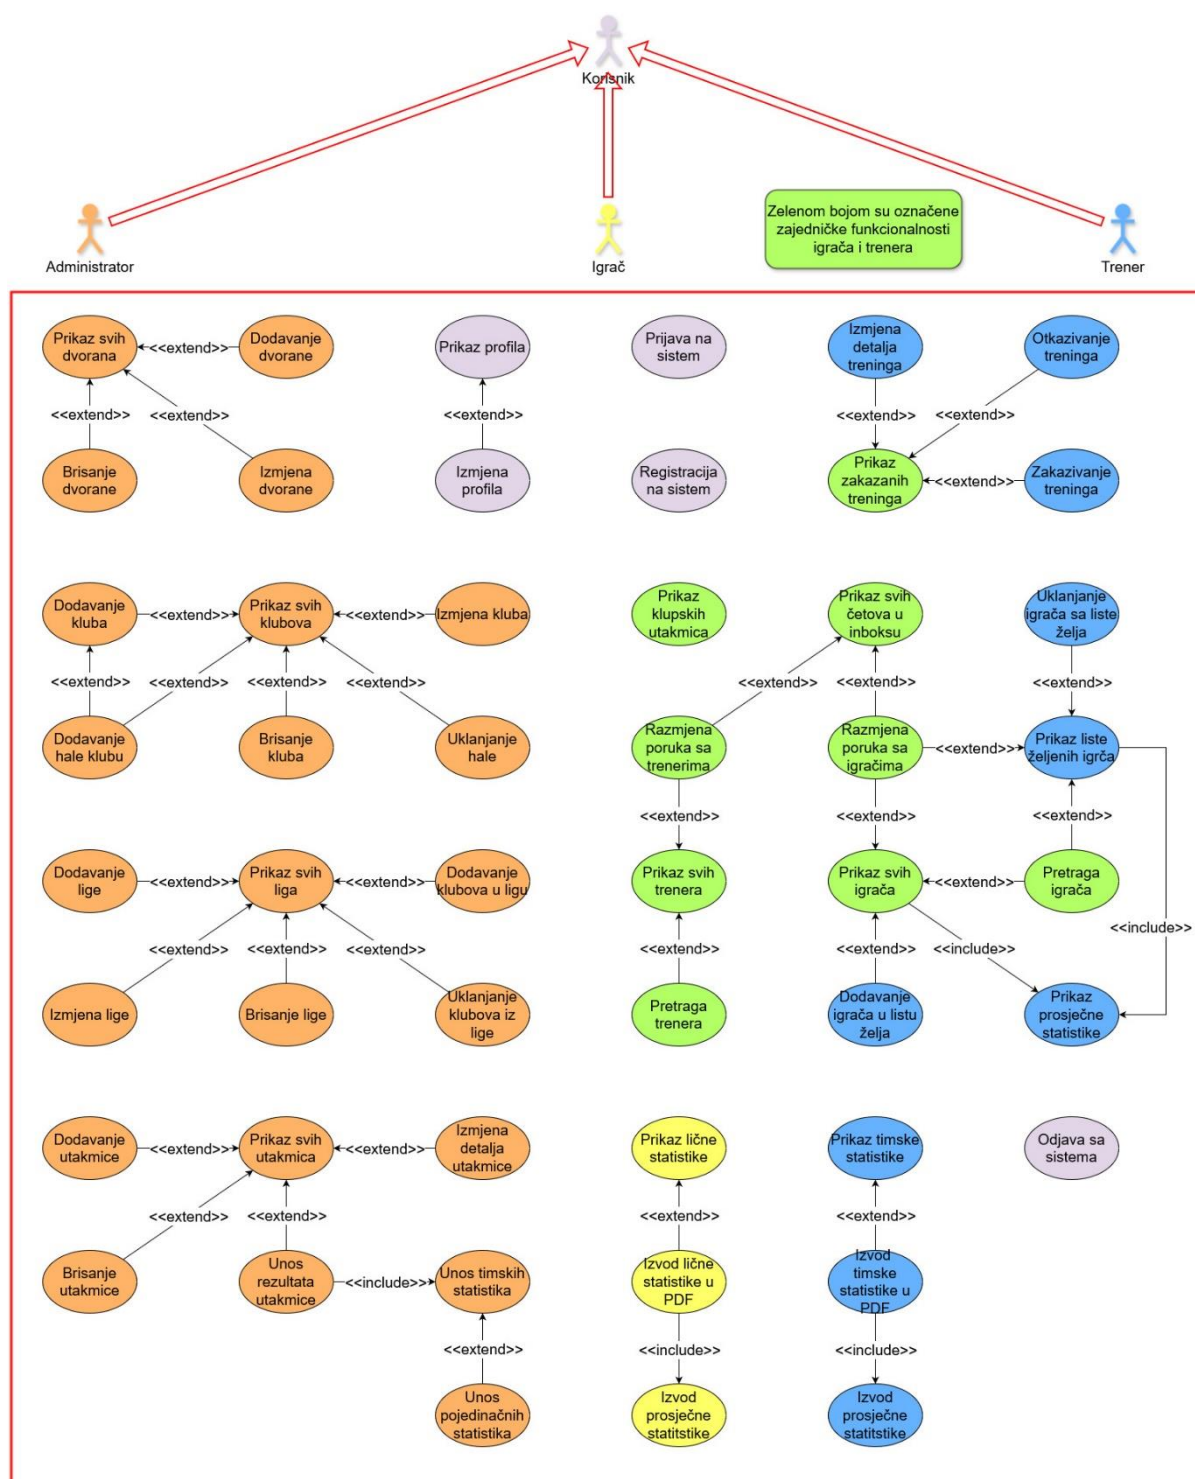 Korisnik
Administrator
Igrač
Zelenom bojom su označene
zajedničke funkcionalnosti
igrača i trenera
Trener
Prikaz svih
dvorana
<<extend>>
Dodavanje
dvorane
Prikaz profila
Prijava na
sistem
Izmjena
detalja
treninga
Otkazivanje
treninga
<<extend>>
<<extend>>
<<extend>>
<<extend>>
<<extend>>
Brisanje
dvorane
Izmjena
dvorane
Izmjena
profila
Registracija
na sistem
Prikaz
zakazanih
treninga
<<extend>>
Zakazivanje
treninga
Dodavanje
kluba
<<extend>>
Prikaz svih
klubova
<<extend>>
Izmjena kluba
Prikaz
klupskih
utakmica
Prikaz svih
četova u
inboksu
Uklanjanje
igrača sa liste
želja
<<extend>>
<<extend>>
<<extend>>
<<extend>>
<<extend>>
<<extend>>
<<extend>>
Dodavanje
hale klubu
Brisanje
kluba
Uklanjanje
hale
Razmjena
poruka sa
trenerima
Razmjena
poruka sa
igračima
<<extend>>
Prikaz liste
željenih igrča
<<extend>>
<<extend>>
<<extend>>
Dodavanje
lige
<<extend>>
Prikaz svih
liga
<<extend>>
Dodavanje
klubova u ligu
Prikaz svih
trenera
Prikaz svih
igrača
<<extend>>
Pretraga
igrača
<<include>>
<<extend>>
<<extend>>
<<extend>>
<<extend>>
<<extend>>
<<include>>
Izmjena lige
Brisanje lige
Uklanjanje
klubova iz
lige
Pretraga
trenera
Dodavanje
igrača u listu
želja
Prikaz
prosječne
statistike
Dodavanje
utakmice
<<extend>>
Prikaz svih
utakmica
<<extend>>
Izmjena
detalja
utakmice
Prikaz lične
statistike
Prikaz timske
statistike
Odjava sa
sistema
<<extend>>
<<extend>>
<<extend>>
<<extend>>
Brisanje
utakmice
Unos
rezultata
utakmice
<<include>>
Unos timskih
statistika
Izvod lične
statistike u
PDF
Izvod
timske
statistike u
PDF
<<extend>>
<<include>>
<<include>>
Unos
pojedinačnih
statistika
Izvod
prosječne
statitstike
Izvod
prosječne
statitstike